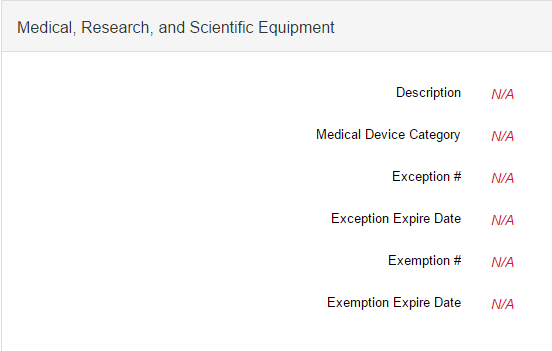 Medical, Research, and Scientific Equipment
Description N/A
Medical Device Category N/A
Exception # N/A
Exception Expire Date N/A
Exemption # N/A
Exemption Expire Date N/A